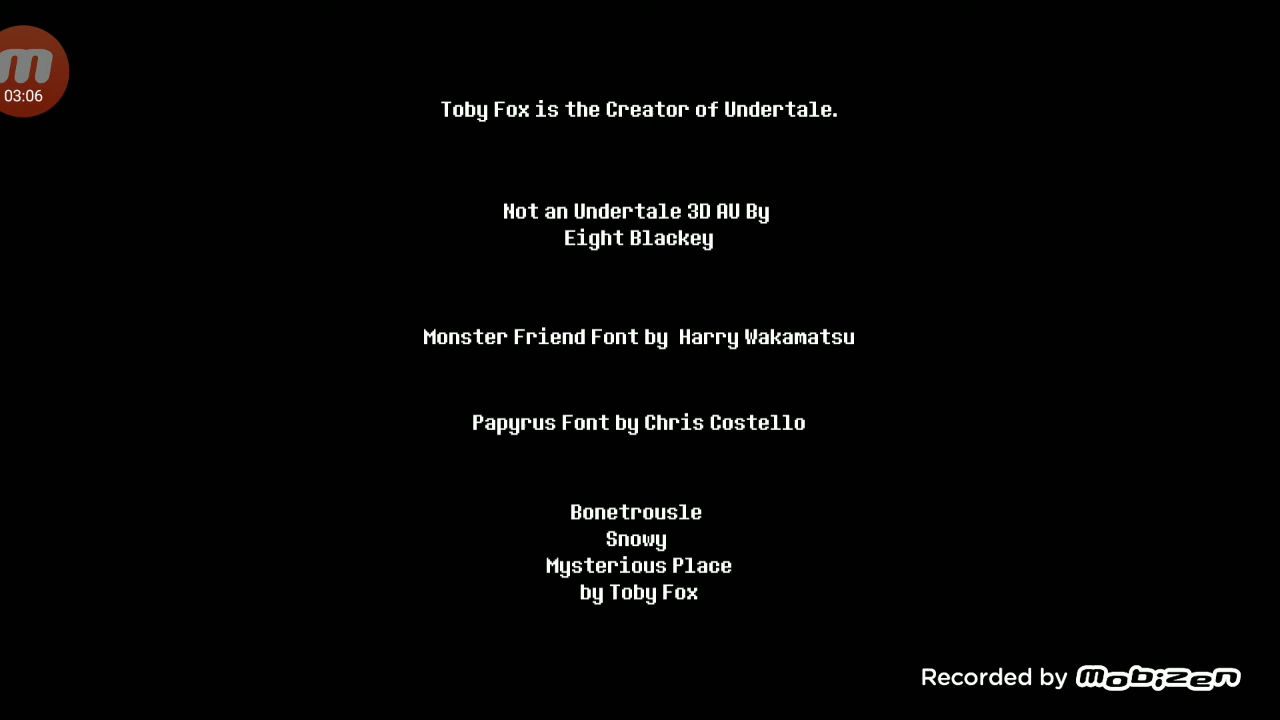 m
03:06
Toby Fox is the Creator of Undertale.
Not an Undertale 3D AU By
Eight Blackey
Monster Friend Font by  Harry Wakamatsu
Papyrus Font by Chris Costello
Bonetrousle
Snowy
Mysterious Place
by Toby Fox
Recorded by mobizen